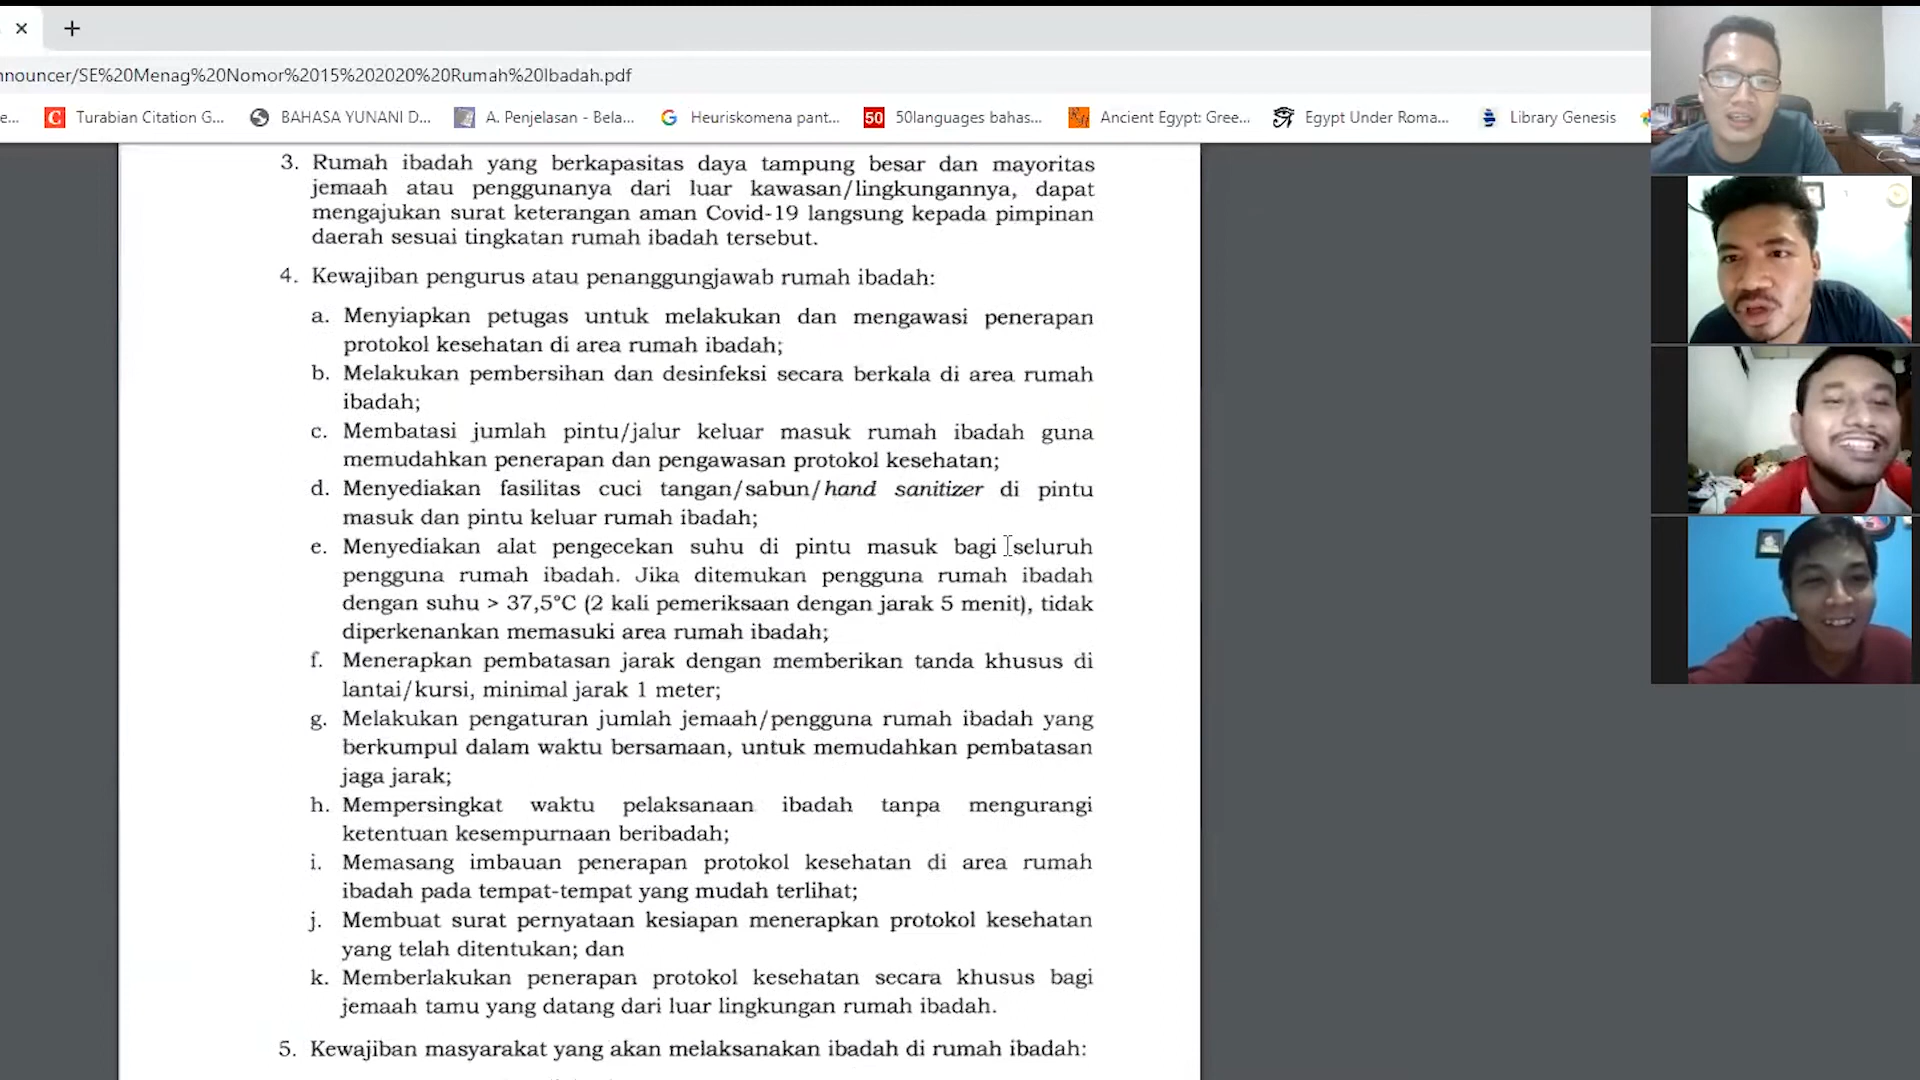 nnouncer/SE%20Menag%20Nomor%2015%202020%20Rumah%20Ibadah.pdf
e... Turabian Citation G... BAHASA YUNANI D... A. Penjelasan - Bela... Heuriskomena pant... 50 50languages bahas... Ancient Egypt: Gree... Egypt Under Roma... Library Genesis
3. Rumah ibadah yang berkapasitas daya tampung besar dan mayoritas
jemaah atau penggunanya dari luar kawasan/lingkungannya, dapat
mengajukan surat keterangan aman Covid-19 langsung kepada pimpinan
daerah sesuai tingkatan rumah ibadah tersebut.
4. Kewajiban pengurus atau penanggungjawab rumah ibadah:
a. Menyiapkan petugas untuk melakukan dan mengawasi penerapan
protokol kesehatan di area rumah ibadah;
b. Melakukan pembersihan dan desinfeksi secara berkala di area rumah
ibadah;
c. Membatasi jumlah pintu/jalur keluar masuk rumah ibadah guna
memudahkan penerapan dan pengawasan protokol kesehatan;
d. Menyediakan fasilitas cuci tangan/sabun/hand sanitizer di pintu
masuk dan pintu keluar rumah ibadah;
e. Menyediakan alat pengecekan suhu di pintu masuk bagi seluruh
pengguna rumah ibadah. Jika ditemukan pengguna rumah ibadah
dengan suhu > 37,5°C (2 kali pemeriksaan dengan jarak 5 menit), tidak
diperkenankan memasuki area rumah ibadah;
f. Menerapkan pembatasan jarak dengan memberikan tanda khusus di
lantai/kursi, minimal jarak 1 meter;
g. Melakukan pengaturan jumlah jemaah/pengguna rumah ibadah yang
berkumpul dalam waktu bersamaan, untuk memudahkan pembatasan
jaga jarak;
h. Mempersingkat waktu pelaksanaan ibadah tanpa mengurangi
ketentuan kesempurnaan beribadah;
i. Memasang imbauan penerapan protokol kesehatan di area rumah
ibadah pada tempat-tempat yang mudah terlihat;
j. Membuat surat pernyataan kesiapan menerapkan protokol kesehatan
yang telah ditentukan; dan
k. Memberlakukan penerapan protokol kesehatan secara khusus bagi
jemaah tamu yang datang dari luar lingkungan rumah ibadah.
5. Kewajiban masyarakat yang akan melaksanakan ibadah di rumah ibadah: